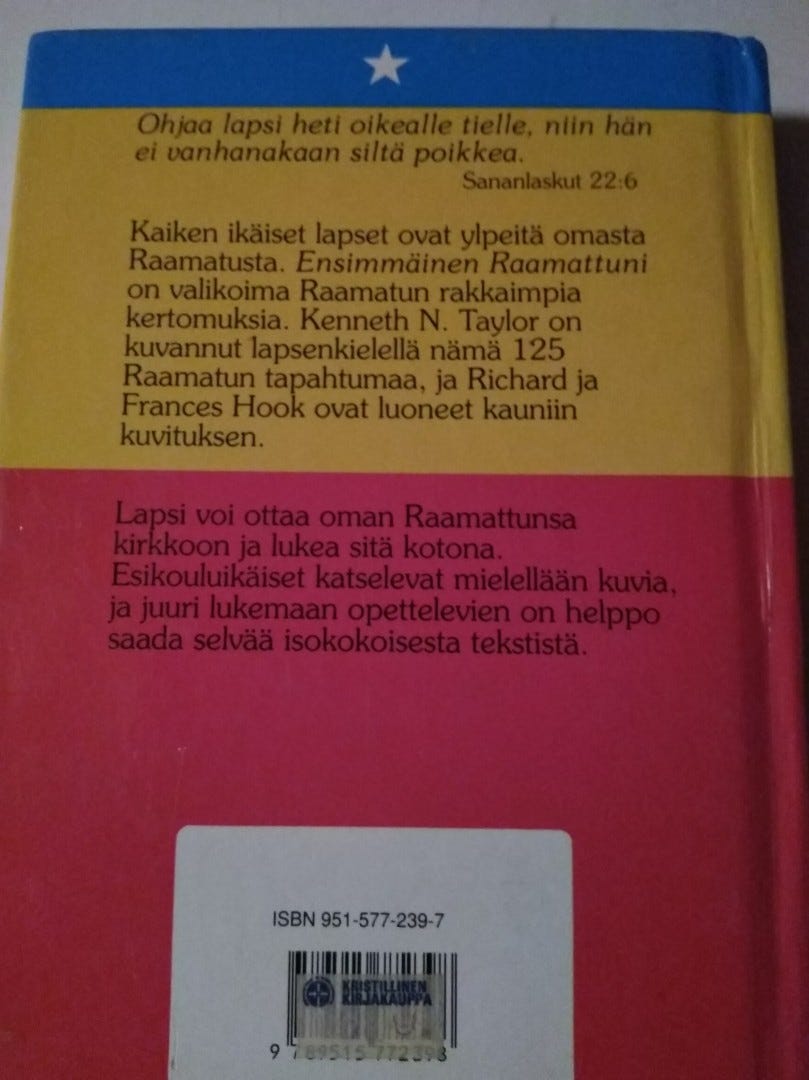 Ohjaa lapsi heti oikealle tielle, niin hän
ei vanhanakaan siltä poikkea.
Sananlaskut 22:6
Kaiken ikäiset lapset ovat ylpeitä omasta
Raamatusta. Ensimmäinen Raamattuni
on valikoima Raamatun rakkaimpia
kertomuksia. Kenneth N. Taylor on
kuvannut lapsenkielellä nämä 125
Raamatun tapahtumaa, ja Richard ja
Frances Hook ovat luoneet kauniin
kuvituksen.
Lapsi voi ottaa oman Raamattunsa
kirkkoon ja lukea sitä kotona.
Esikouluikäiset katselevat mielellään kuvia,
ja juuri lukemaan opettelevien on helppo
saada selvää isokokoisesta tekstistä.
ISBN 951-577-239-7
KRISTILLINEN
KIRJAKAUPPA
9 789515 772398